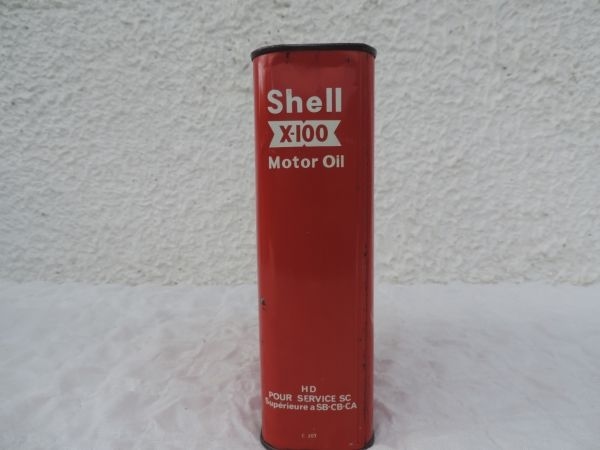 Shell
X-100
Motor Oil
HD
POUR SERVICE SC
Supérieure a SB-CB-CA